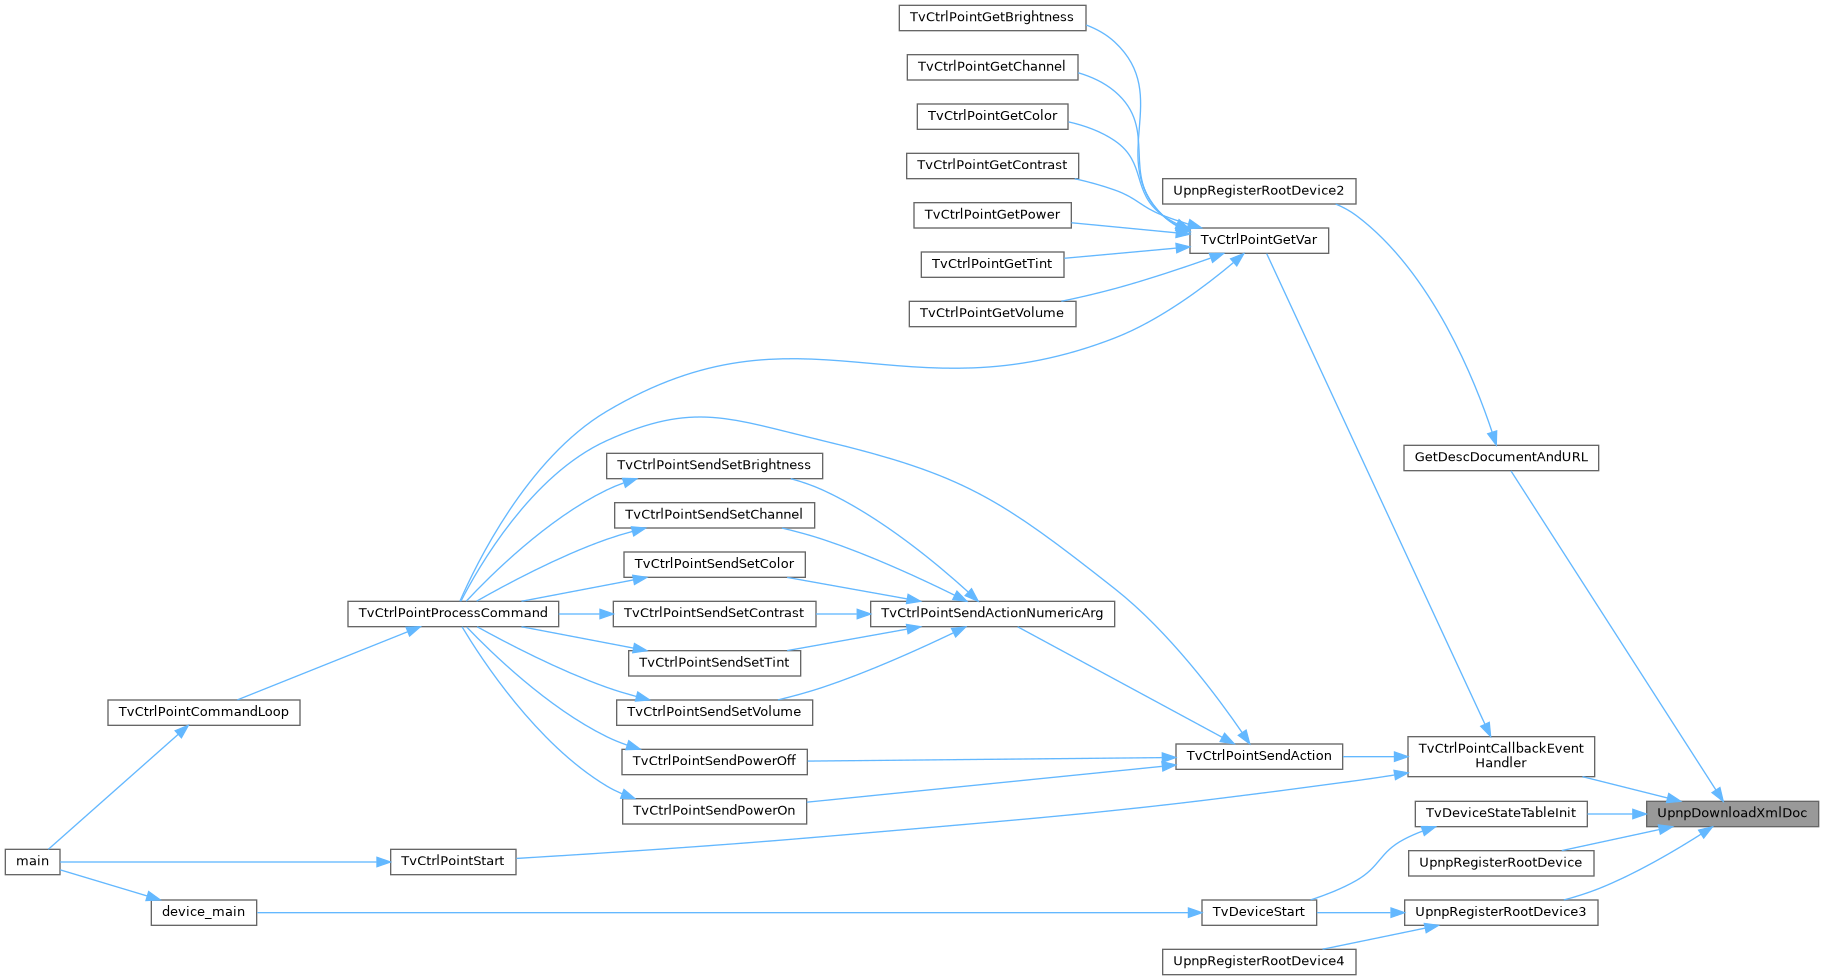 TvCtrlPointGetBrightness
TvCtrlPointGetChannel
TvCtrlPointGetColor
TvCtrlPointGetContrast
UpnpRegisterRootDevice2
TvCtrlPointGetPower
TvCtrlPointGetVar
TvCtrlPointGetTint
TvCtrlPointGetVolume
GetDescDocumentAndURL
TvCtrlPointSendSetBrightness
TvCtrlPointSendSetChannel
TvCtrlPointSendSetColor
TvCtrlPointProcessCommand
TvCtrlPointSendSetContrast
TvCtrlPointSendActionNumericArg
TvCtrlPointSendSetTint
TvCtrlPointCommandLoop
TvCtrlPointSendSetVolume
TvCtrlPointSendPowerOff
TvCtrlPointSendAction
TvCtrlPointCallbackEvent
Handler
TvCtrlPointSendPowerOn
TvDeviceStateTableInit
UpnpDownloadXmlDoc
main
TvCtrlPointStart
UpnpRegisterRootDevice
device_main
TvDeviceStart
UpnpRegisterRootDevice3
UpnpRegisterRootDevice4